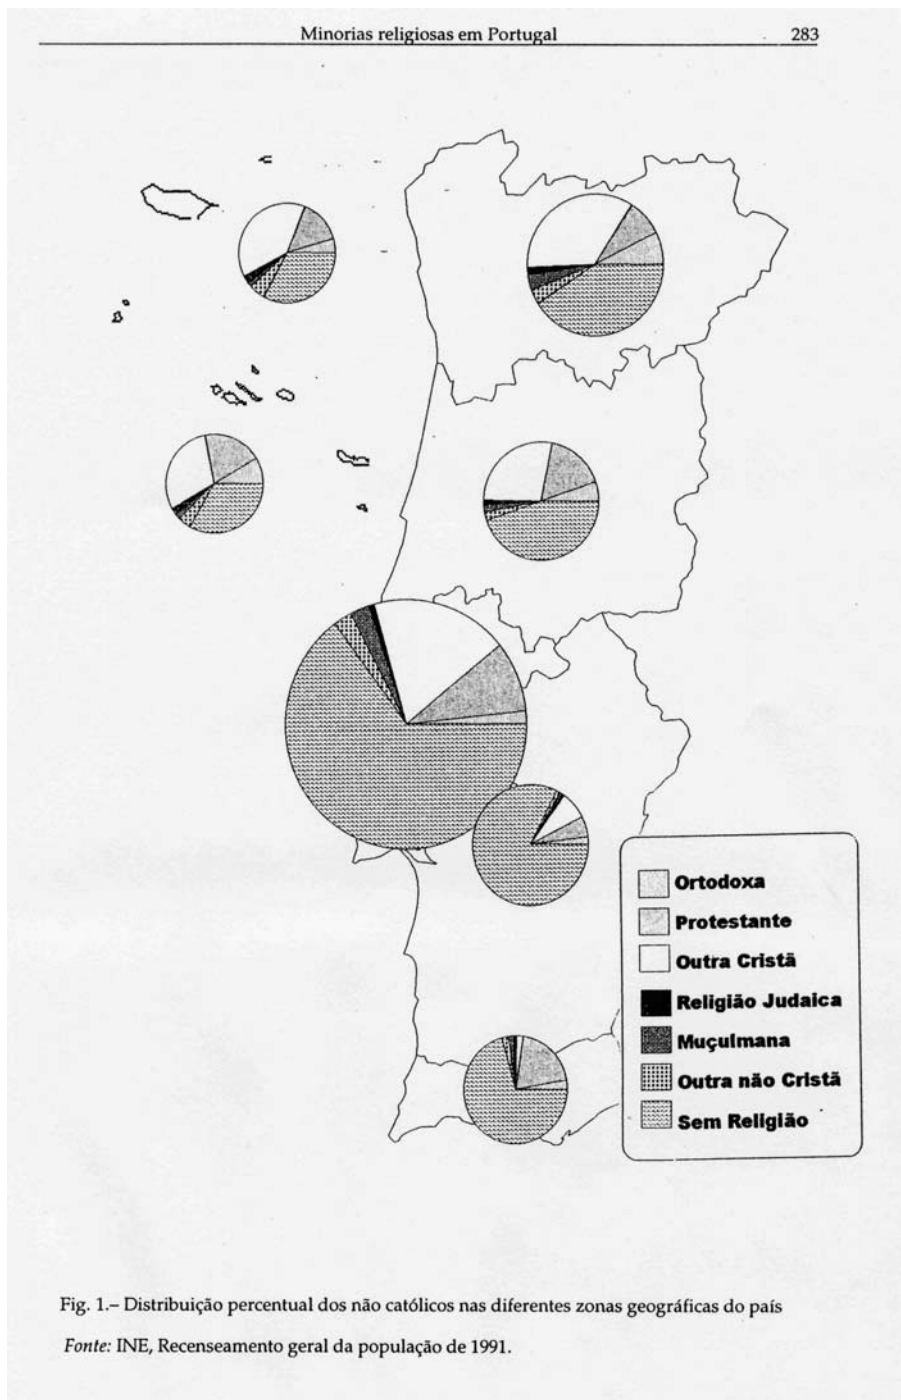 Minorias religiosas em Portugal 283
Ortodoxa
Protestante
Outra Cristã
Religião Judaica
Muçulmana
Outra não Cristã
Sem Religião
Fig. 1.– Distribuição percentual dos não católicos nas diferentes zonas geográficas do país
Fonte: INE, Recenseamento geral da população de 1991.